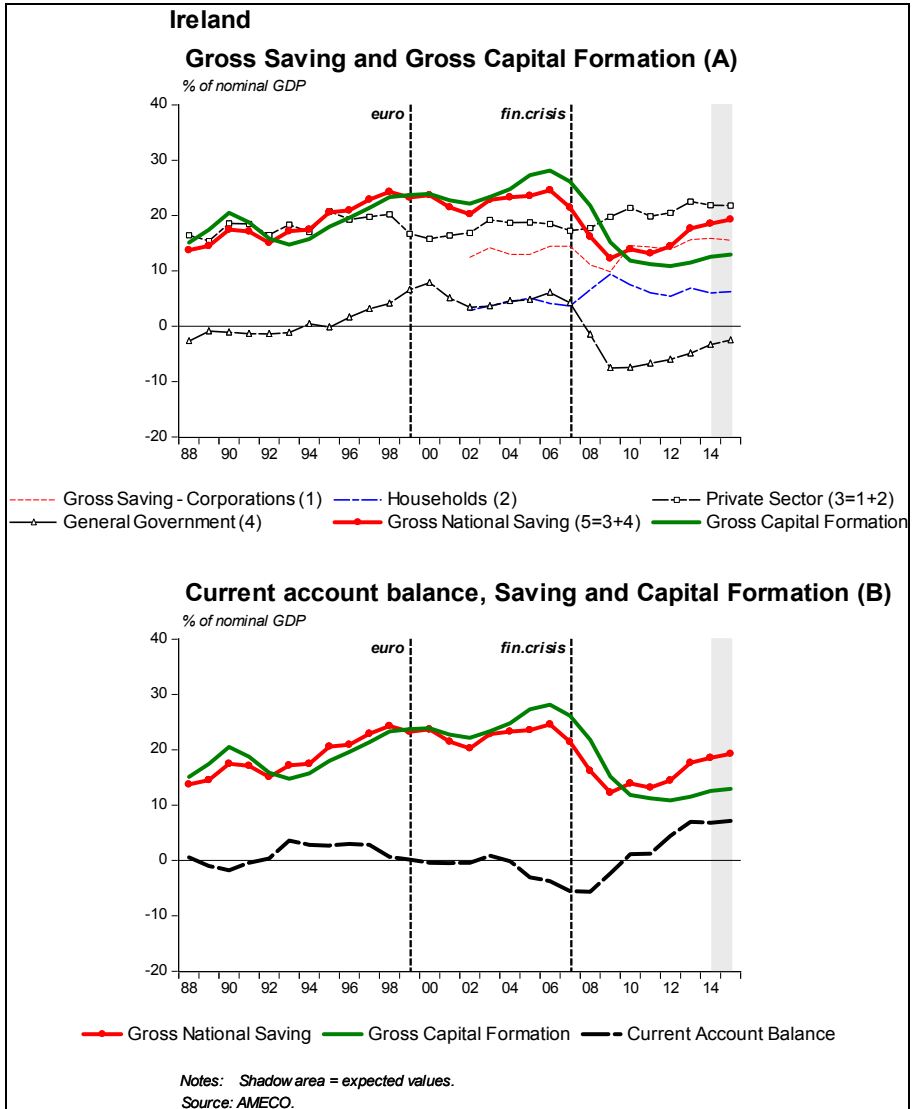 Ireland
Gross Saving and Gross Capital Formation (A)
% of nominal GDP
40
30
20
10
0
-10
-20
euro
fin.crisis
88 90 92 94 96 98 00 02 04 06 08 10 12 14
Gross Saving - Corporations (1) Households (2) Private Sector (3=1+2)
General Government (4) Gross National Saving (5=3+4) Gross Capital Formation
Current account balance, Saving and Capital Formation (B)
% of nominal GDP
40
30
20
10
0
-10
-20
euro
fin.crisis
88 90 92 94 96 98 00 02 04 06 08 10 12 14
Gross National Saving Gross Capital Formation Current Account Balance
Notes: Shadow area = expected values.
Source: AMECO.